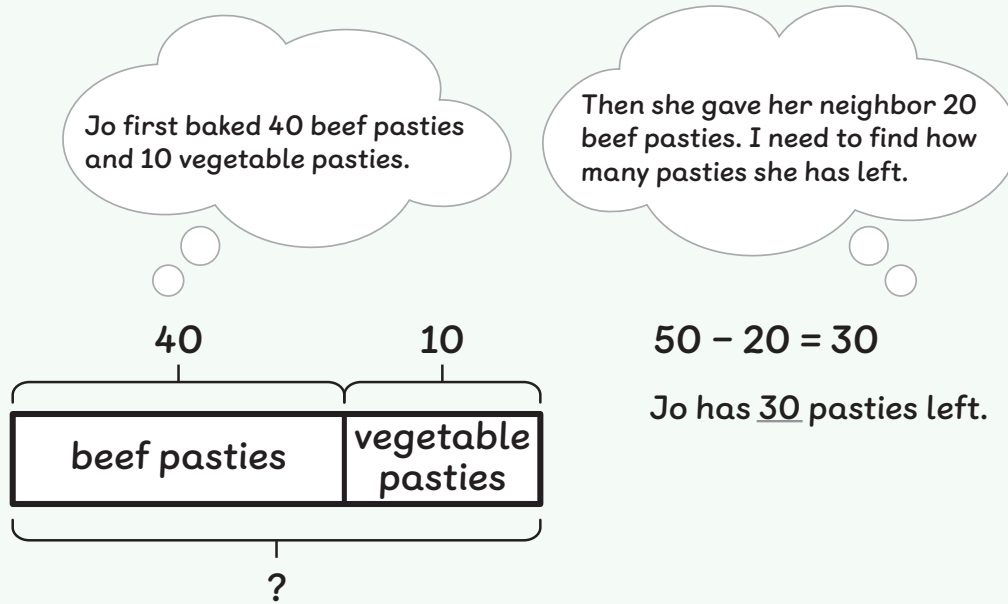 Jo first baked 40 beef pasties
and 10 vegetable pasties.
Then she gave her neighbor 20
beef pasties. I need to find how
many pasties she has left.
40
10
beef pasties
vegetable
pasties
?
50 – 20 = 30
Jo has 30 pasties left.